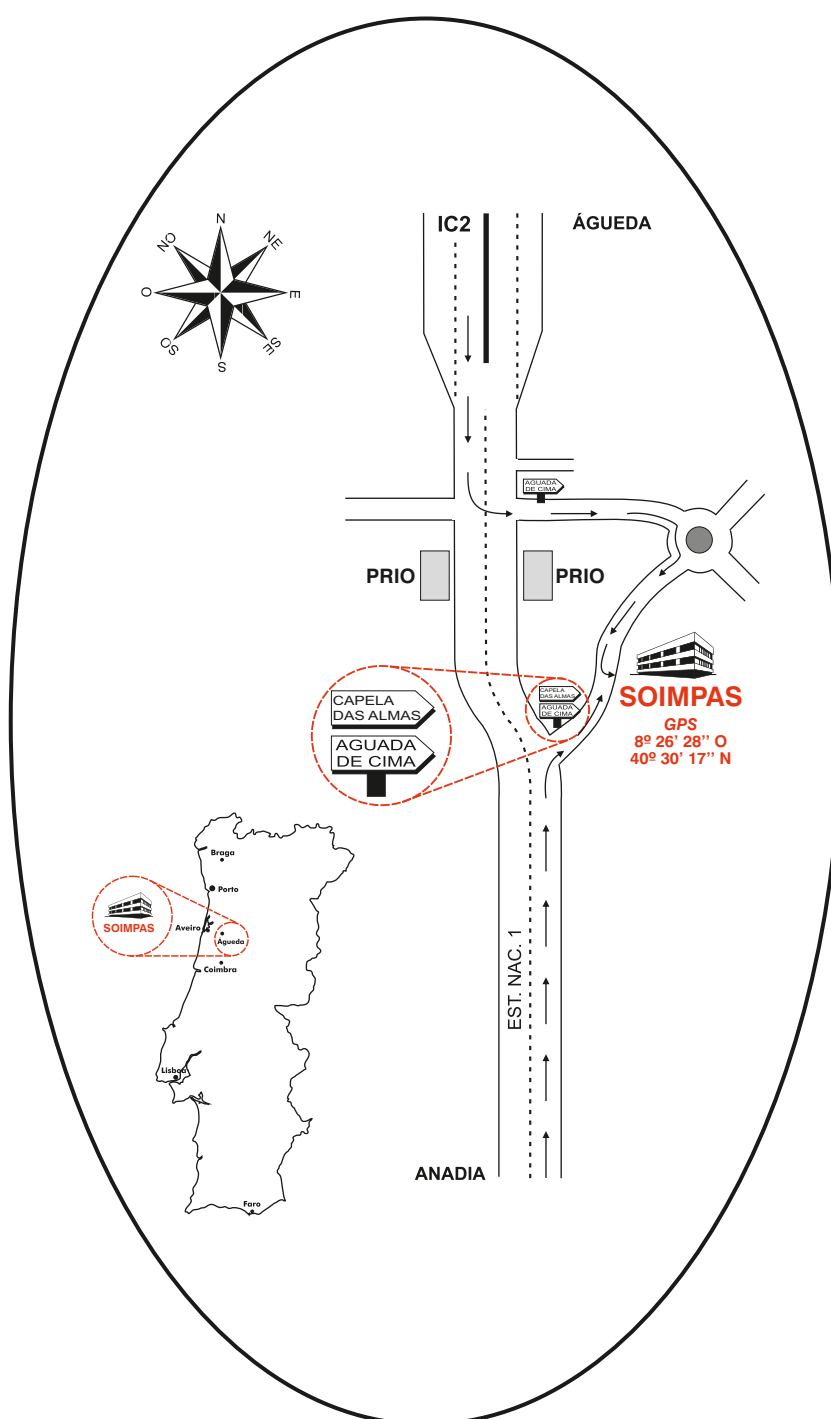 IC2
ÁGUEDA
N
NE
E
SE
S
SO
O
NO
AGUADA
DE CIMA
PRIO
PRIO
CAPELA
DAS ALMAS
AGUADA
DE CIMA
CAPELA
DAS ALMAS
AGUADA
DE CIMA
SOIMPAS
GPS
8º 26' 28'' O
40º 30' 17'' N
EST. NAC. 1
ANADIA
Braga
Porto
SOIMPAS
Aveiro
Águeda
Coimbra
Lisboa
Faro